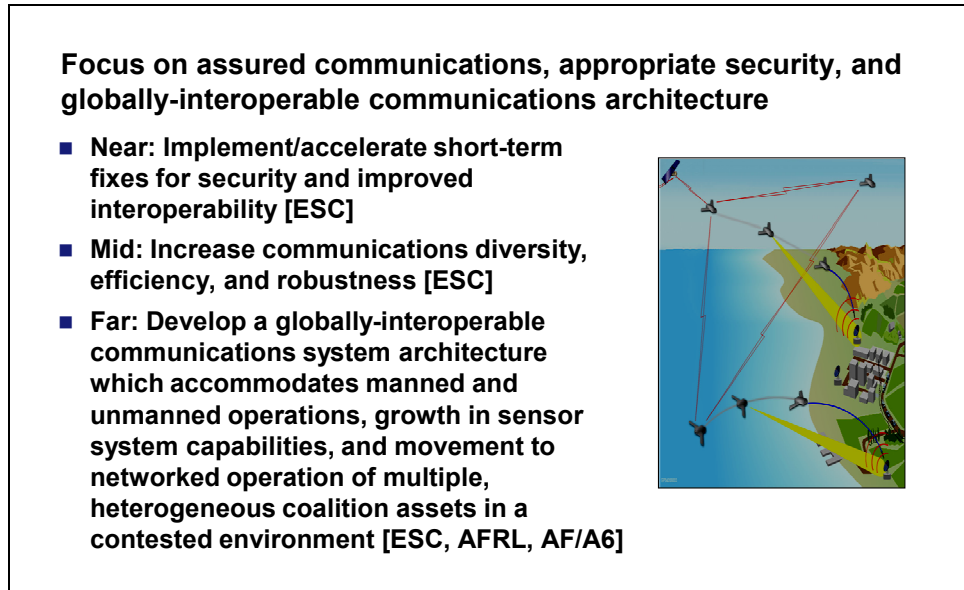 Focus on assured communications, appropriate security, and
globally-interoperable communications architecture
Near: Implement/accelerate short-term
fixes for security and improved
interoperability [ESC]
Mid: Increase communications diversity,
efficiency, and robustness [ESC]
Far: Develop a globally-interoperable
communications system architecture
which accommodates manned and
unmanned operations, growth in sensor
system capabilities, and movement to
networked operation of multiple,
heterogeneous coalition assets in a
contested environment [ESC, AFRL, AF/A6]